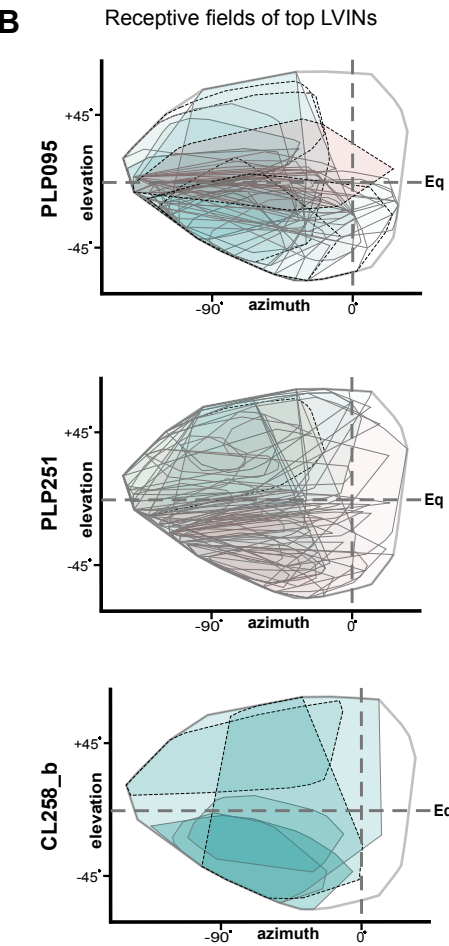 B
Receptive fields of top LVINs
PLP095
elevation
+45°
-45°
Eq
-90°
azimuth
0°
PLP251
elevation
+45°
-45°
Eq
-90°
azimuth
0°
CL258_b
elevation
+45°
-45°
Eq
-90°
azimuth
0°